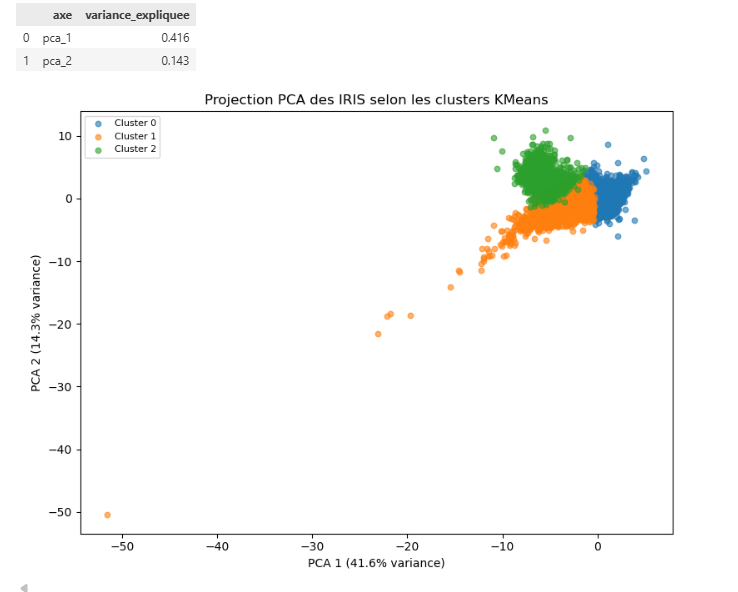 axe variance_expliquee
0 pca_1 0.416
1 pca_2 0.143
Projection PCA des IRIS selon les clusters KMeans
Cluster 0
Cluster 1
Cluster 2
10
0
−10
−20
−30
−40
−50
PCA 2 (14.3% variance)
−50 −40 −30 −20 −10 0
PCA 1 (41.6% variance)